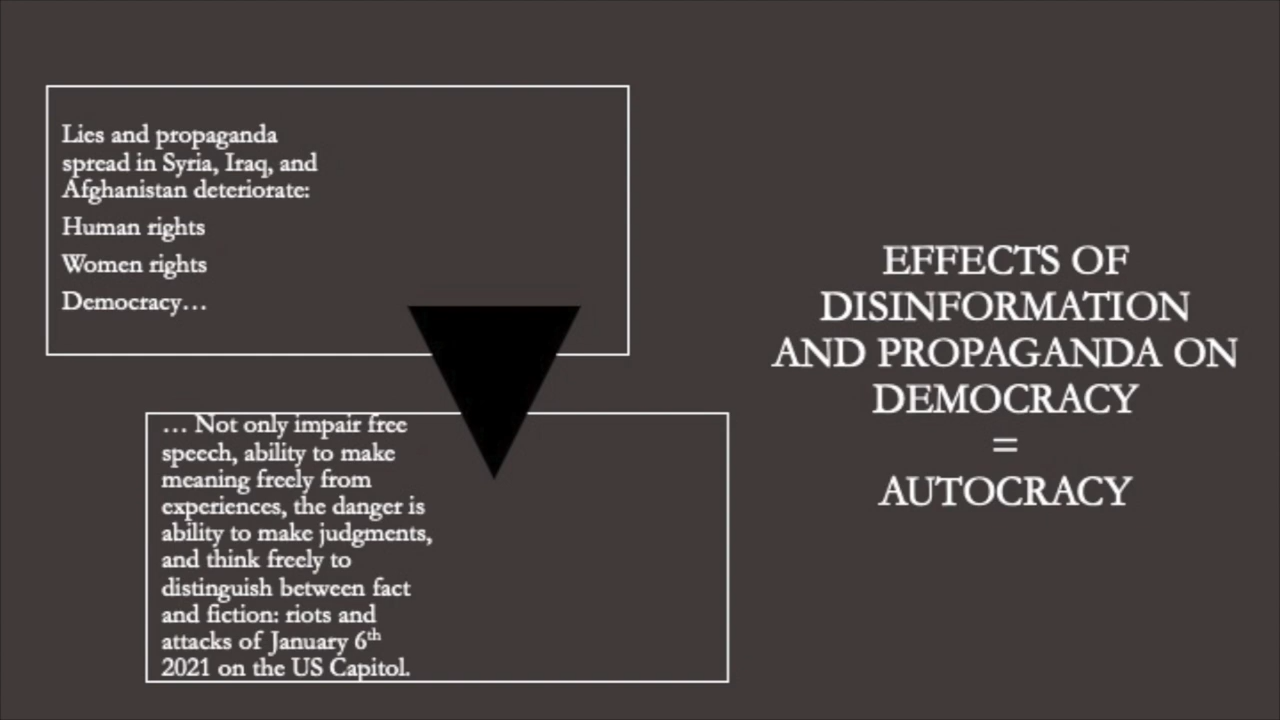 Lies and propaganda
spread in Syria, Iraq, and
Afghanistan deteriorate:
Human rights
Women rights
Democracy…
… Not only impair free
speech, ability to make
meaning freely from
experiences, the danger is
ability to make judgments,
and think freely to
distinguish between fact
and fiction: riots and
attacks of January 6th
2021 on the US Capitol.
EFFECTS OF
DISINFORMATION
AND PROPAGANDA ON
DEMOCRACY
=
AUTOCRACY